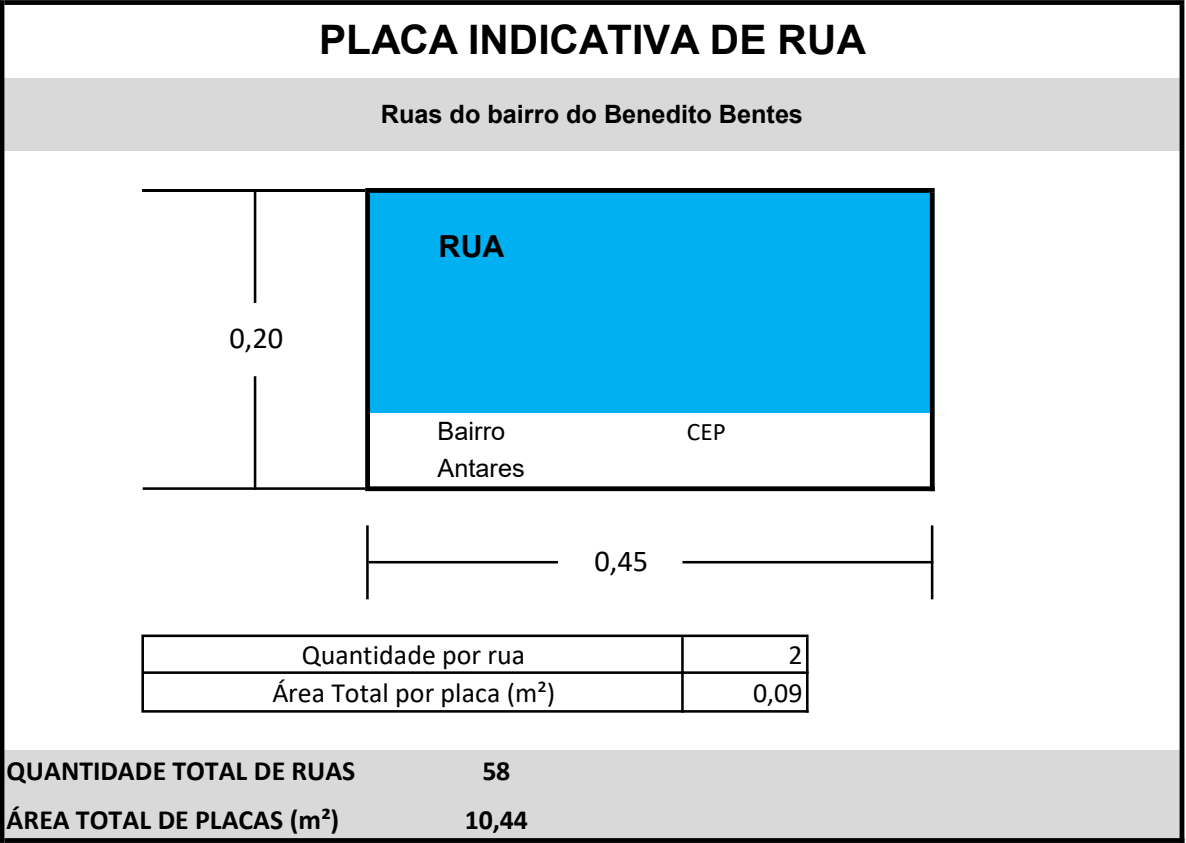 PLACA INDICATIVA DE RUA
Ruas do bairro do Benedito Bentes
RUA
0,20
Bairro CEP
Antares
0,45
Quantidade por rua 2
Área Total por placa (m²) 0,09
QUANTIDADE TOTAL DE RUAS 58
ÁREA TOTAL DE PLACAS (m²) 10,44